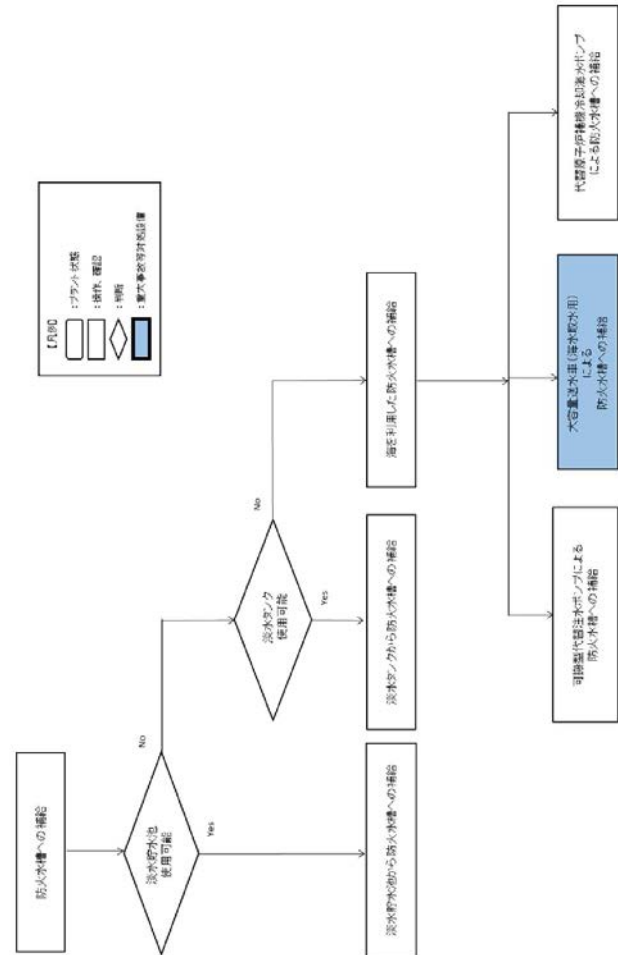 【凡例】
:プラント状態
:操作、確認
:判断
:重大事故等対処設備
防火水槽への補給
淡水貯水池
使用可能
No
Yes
淡水貯水池から防火水槽への補給
淡水タンク
使用可能
No
Yes
淡水タンクから防火水槽への補給
海を利用した防火水槽への補給
可搬型代替注水ポンプによる
防火水槽への補給
大容量送水車(海水取水用)
による
防火水槽への補給
代替原子炉補機冷却海水ポンプ
による防火水槽への補給